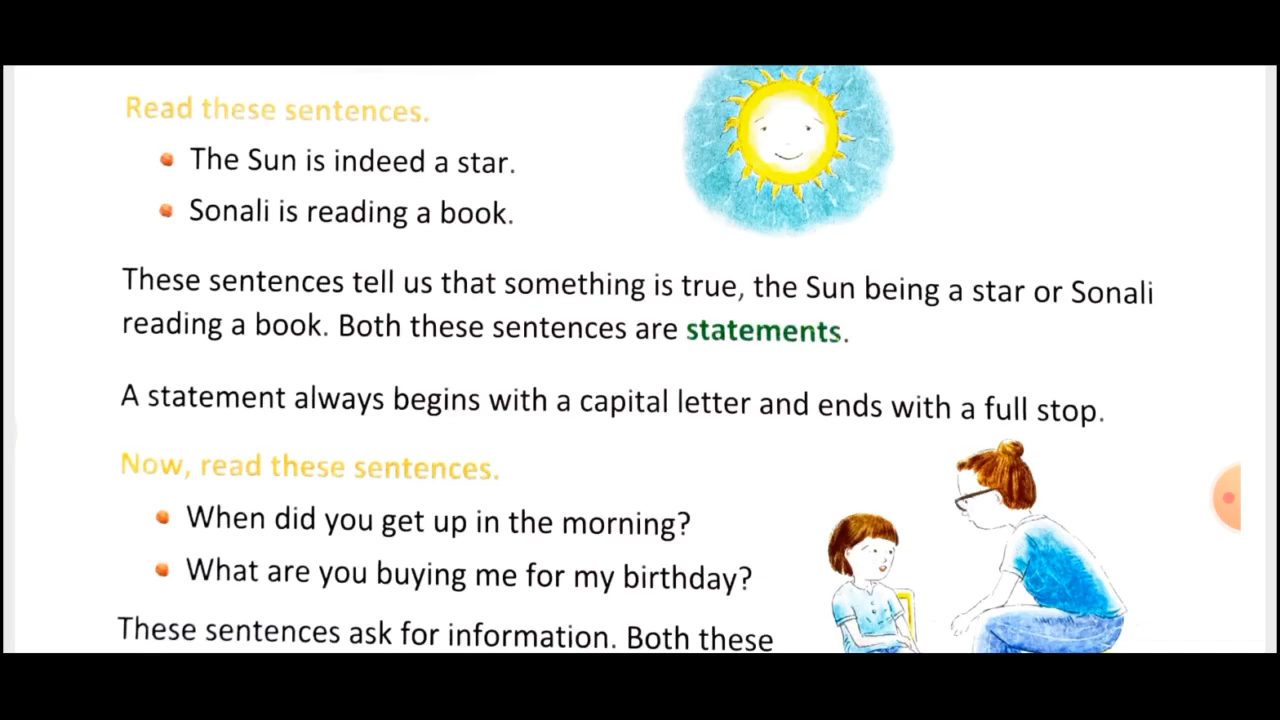 Read these sentences.
The Sun is indeed a star.
Sonali is reading a book.
These sentences tell us that something is true, the Sun being a star or Sonali
reading a book. Both these sentences are statements.
A statement always begins with a capital letter and ends with a full stop.
Now, read these sentences.
When did you get up in the morning?
What are you buying me for my birthday?
These sentences ask for information. Both these